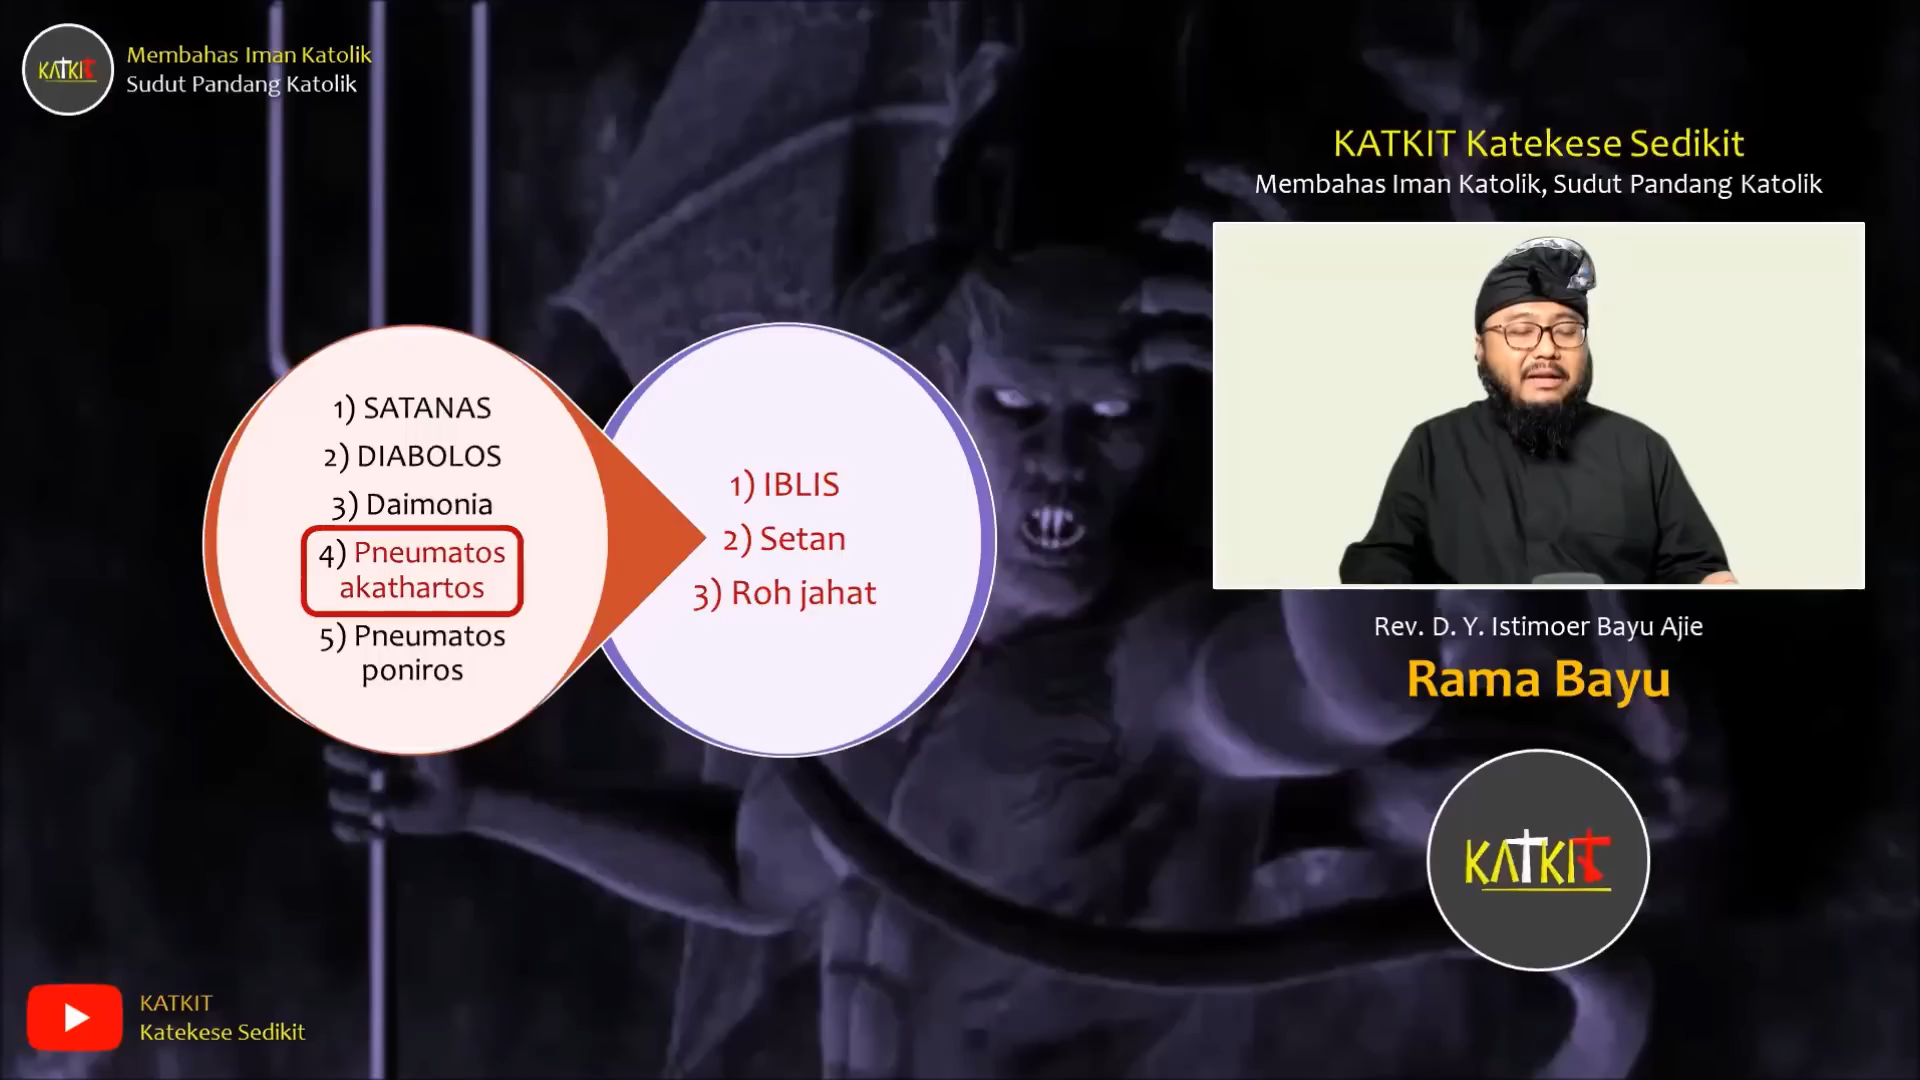 KATKIT
Membahas Iman Katolik
Sudut Pandang Katolik
1) SATANAS
2) DIABOLOS
3) Daimonia
4) Pneumatos
akathartos
5) Pneumatos
poniros
1) IBLIS
2) Setan
3) Roh jahat
KATKIT Katekese Sedikit
Membahas Iman Katolik, Sudut Pandang Katolik
Rev. D. Y. Istimoer Bayu Ajie
Rama Bayu
KATKIT
KATKIT
Katekese Sedikit